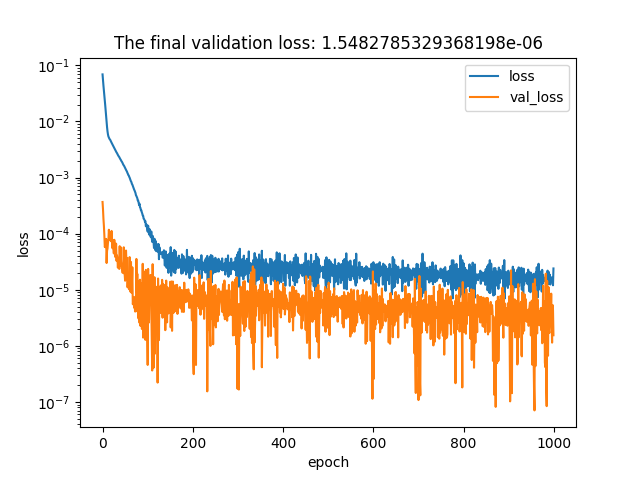 The final validation loss: 1.5482785329368198e-06
loss
val_loss
10⁻¹
10⁻²
10⁻³
10⁻⁴
10⁻⁵
10⁻⁶
10⁻⁷
loss
0 200 400 600 800 1000
epoch